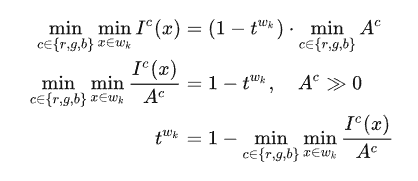 \min_{c \in \{r,g,b\}} \min_{x \in w_k} I^c(x) = (1 - t^{w_k}) \cdot \min_{c \in \{r,g,b\}} A^c
\min_{c \in \{r,g,b\}} \min_{x \in w_k} \frac{I^c(x)}{A^c} = 1 - t^{w_k}, \quad A^c \gg 0
t^{w_k} = 1 - \min_{c \in \{r,g,b\}} \min_{x \in w_k} \frac{I^c(x)}{A^c}